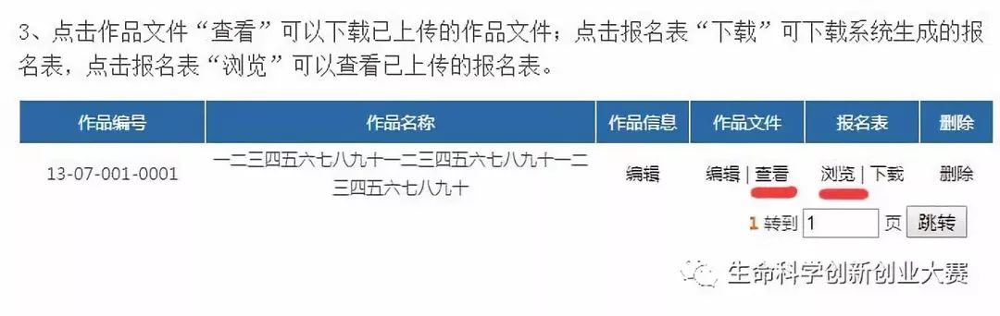 3、点击作品文件“查看”可以下载已上传的作品文件；点击报名表“下载”可下载系统生成的报
名表，点击报名表“浏览”可以查看已上传的报名表。
作品编号 作品名称 作品信息 作品文件 报名表 删除
13-07-001-0001 一二三四五六七八九十一二三四五六七八九十一二 编辑 编辑 | 查看 浏览 | 下载 删除
三四五六七八九十
1 转到 1 页 跳转
生命科学创新创业大赛